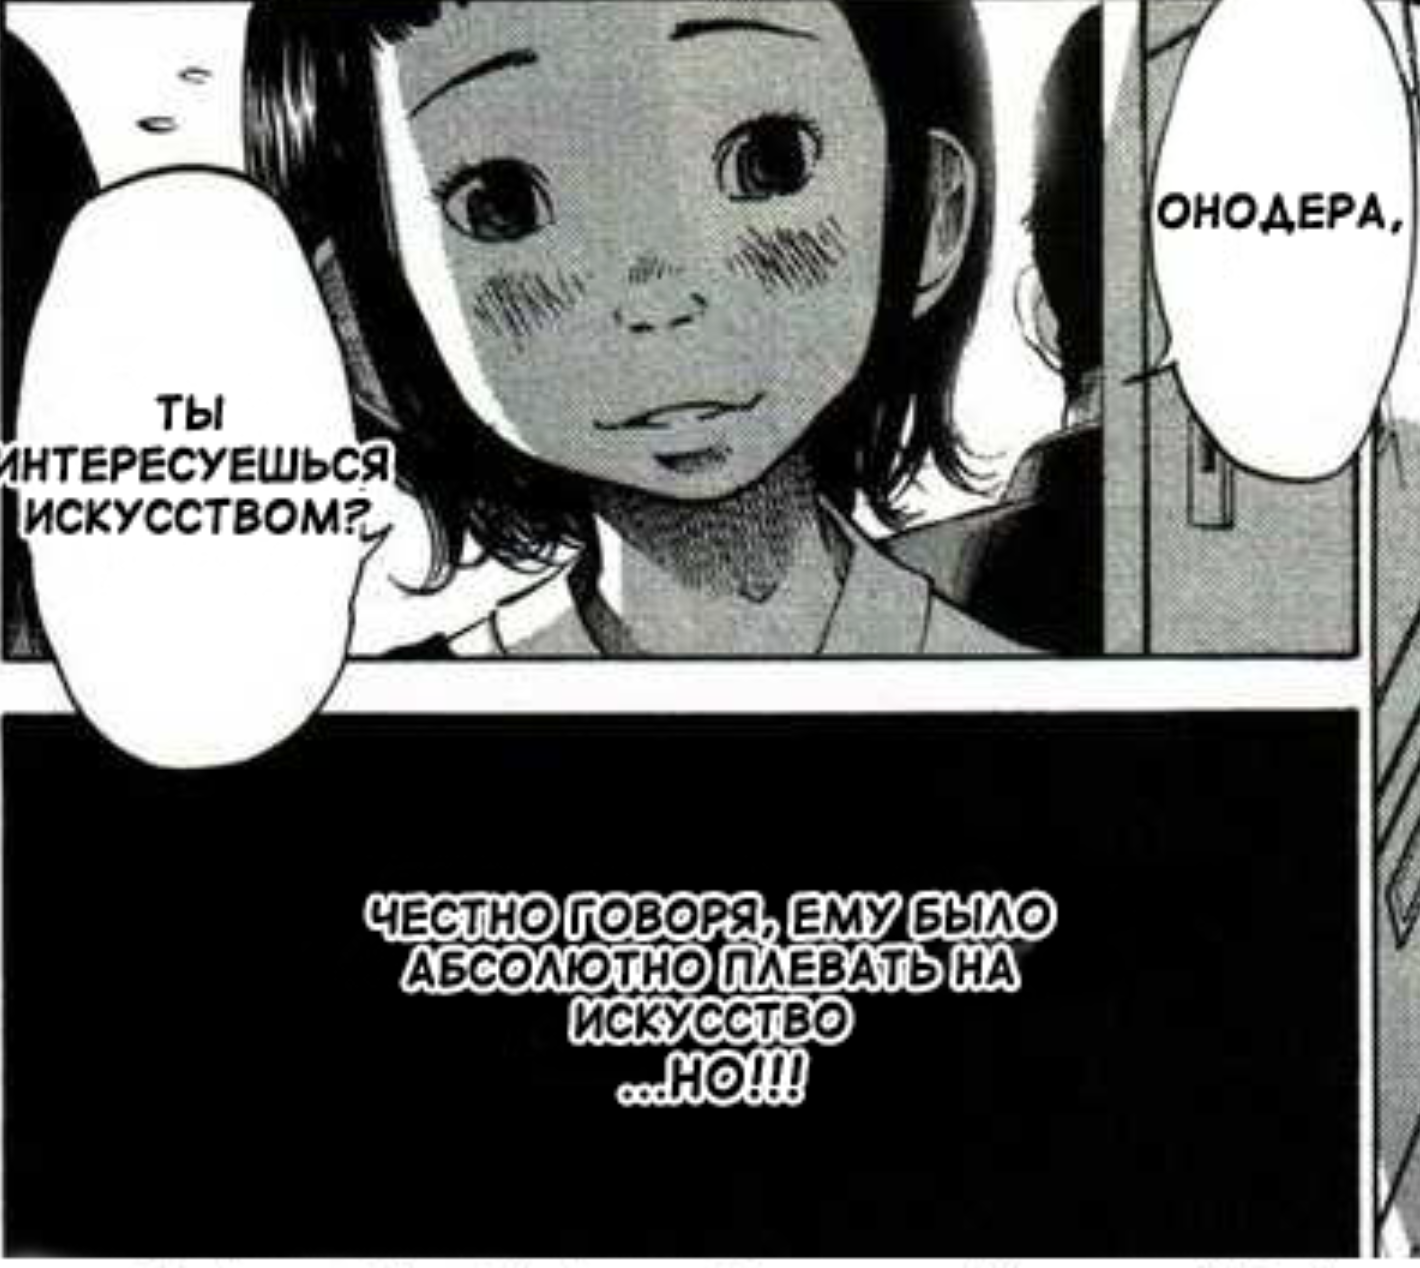 ОНОДЕРА,
ТЫ
ИНТЕРЕСУЕШЬСЯ
ИСКУССТВОМ?
ЧЕСТНО ГОВОРЯ, ЕМУ БЫЛО
АБСОЛЮТНО ПЛЕВАТЬ НА
ИСКУССТВО
...НО!!!